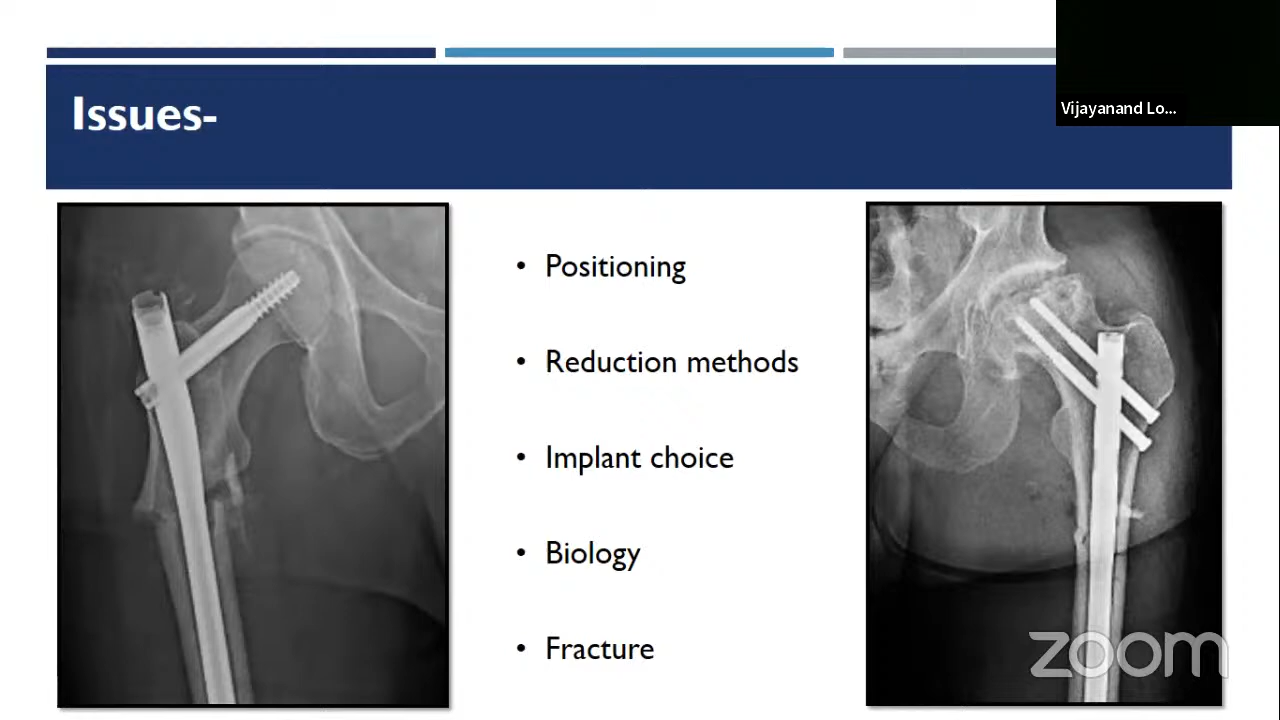 Issues-
Vijayanand Lo...
• Positioning
• Reduction methods
• Implant choice
• Biology
• Fracture
zoom